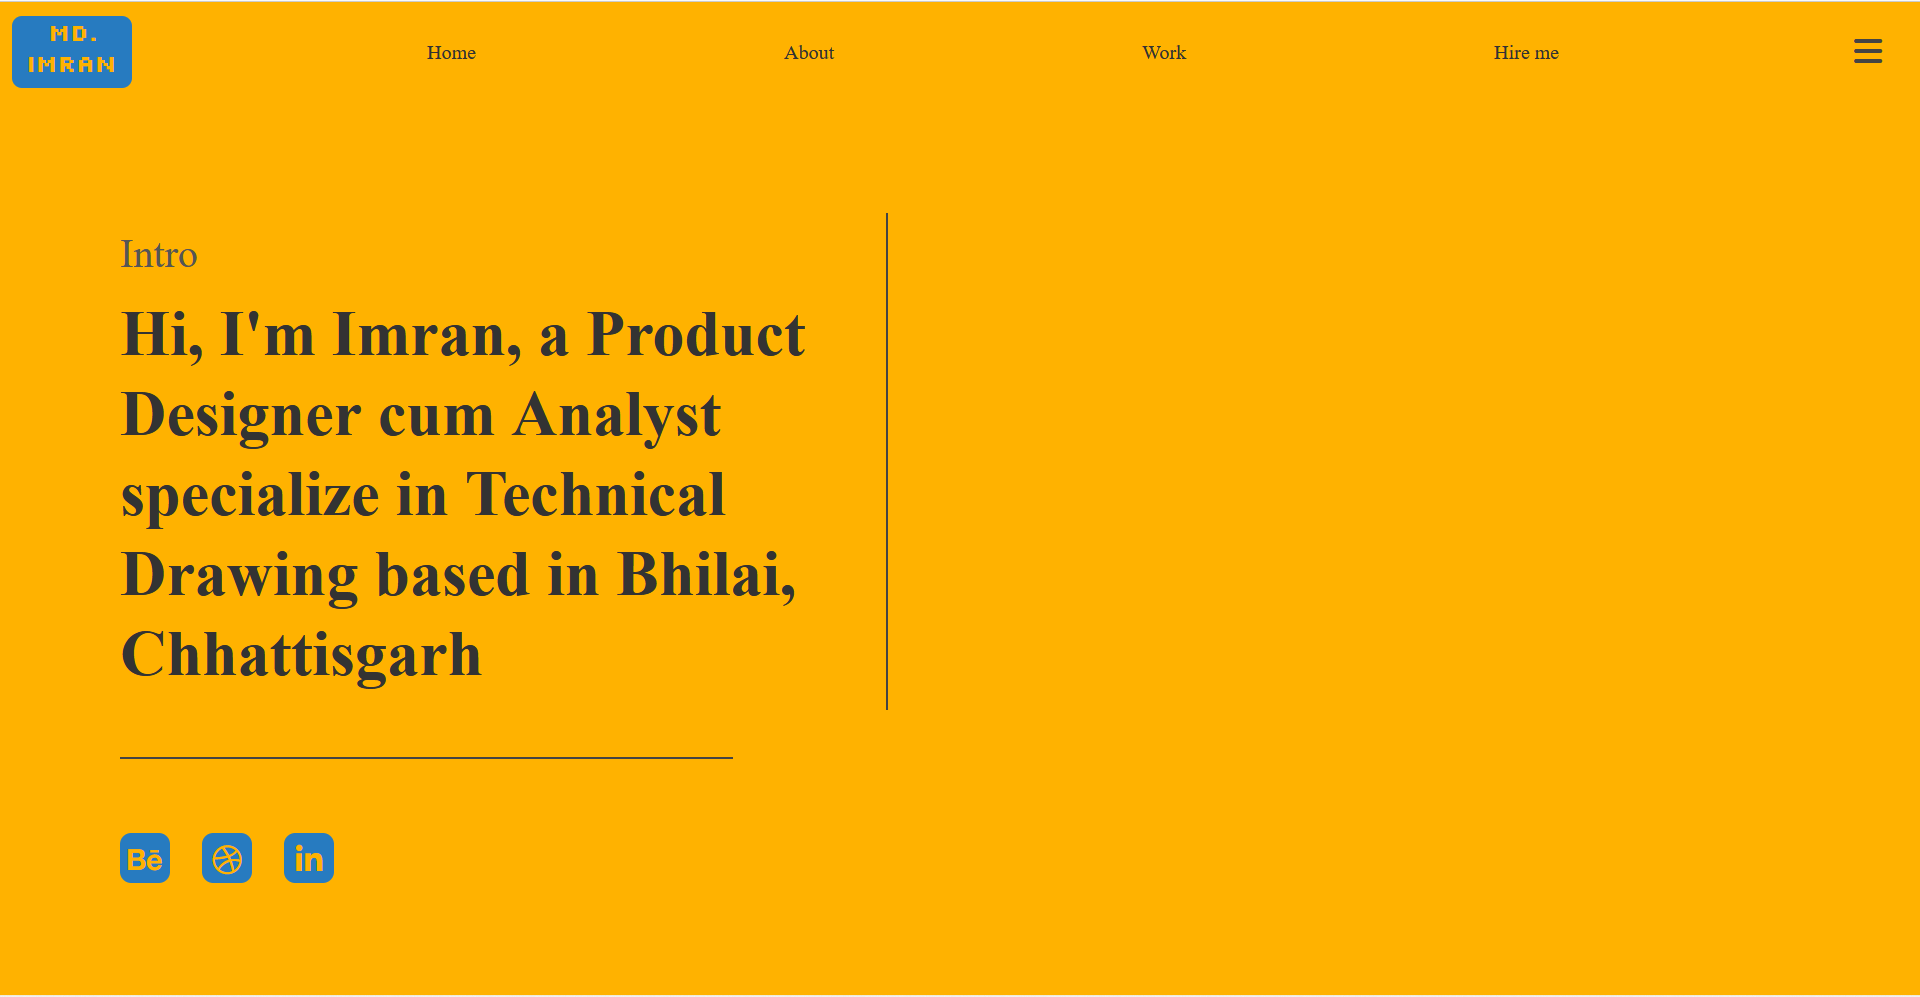 MD.
IMRAN
Home About Work Hire me
Intro
Hi, I'm Imran, a Product
Designer cum Analyst
specialize in Technical
Drawing based in Bhilai,
Chhattisgarh
Bē in